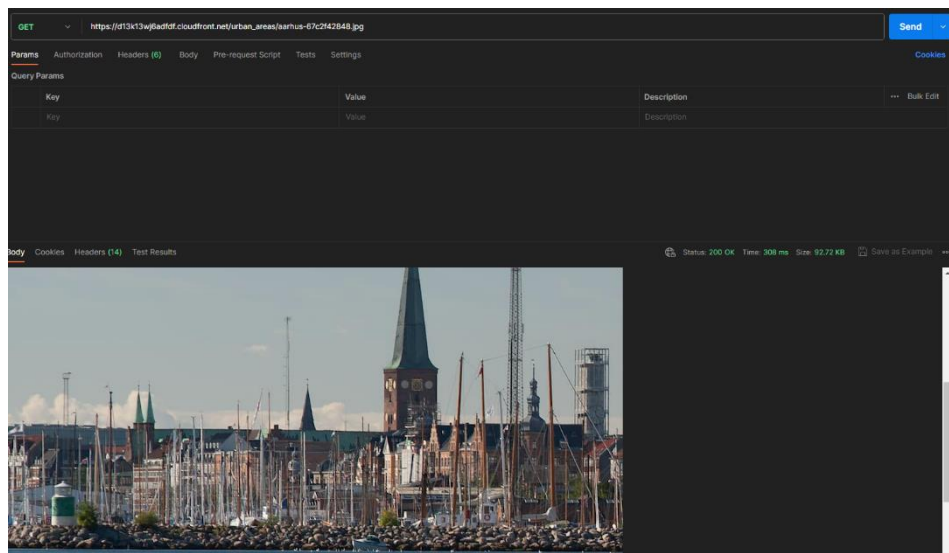 GET https://d13k13wj6adfdf.cloudfront.net/urban_areas/aarhus-67c2f42848.jpg Send
Params Authorization Headers (6) Body Pre-request Script Tests Settings Cookies
Query Params
Key Value Description ••• Bulk Edit
Key Value Description
Body Cookies Headers (14) Test Results Status: 200 OK Time: 308 ms Size: 92.72 KB Save as Example •••